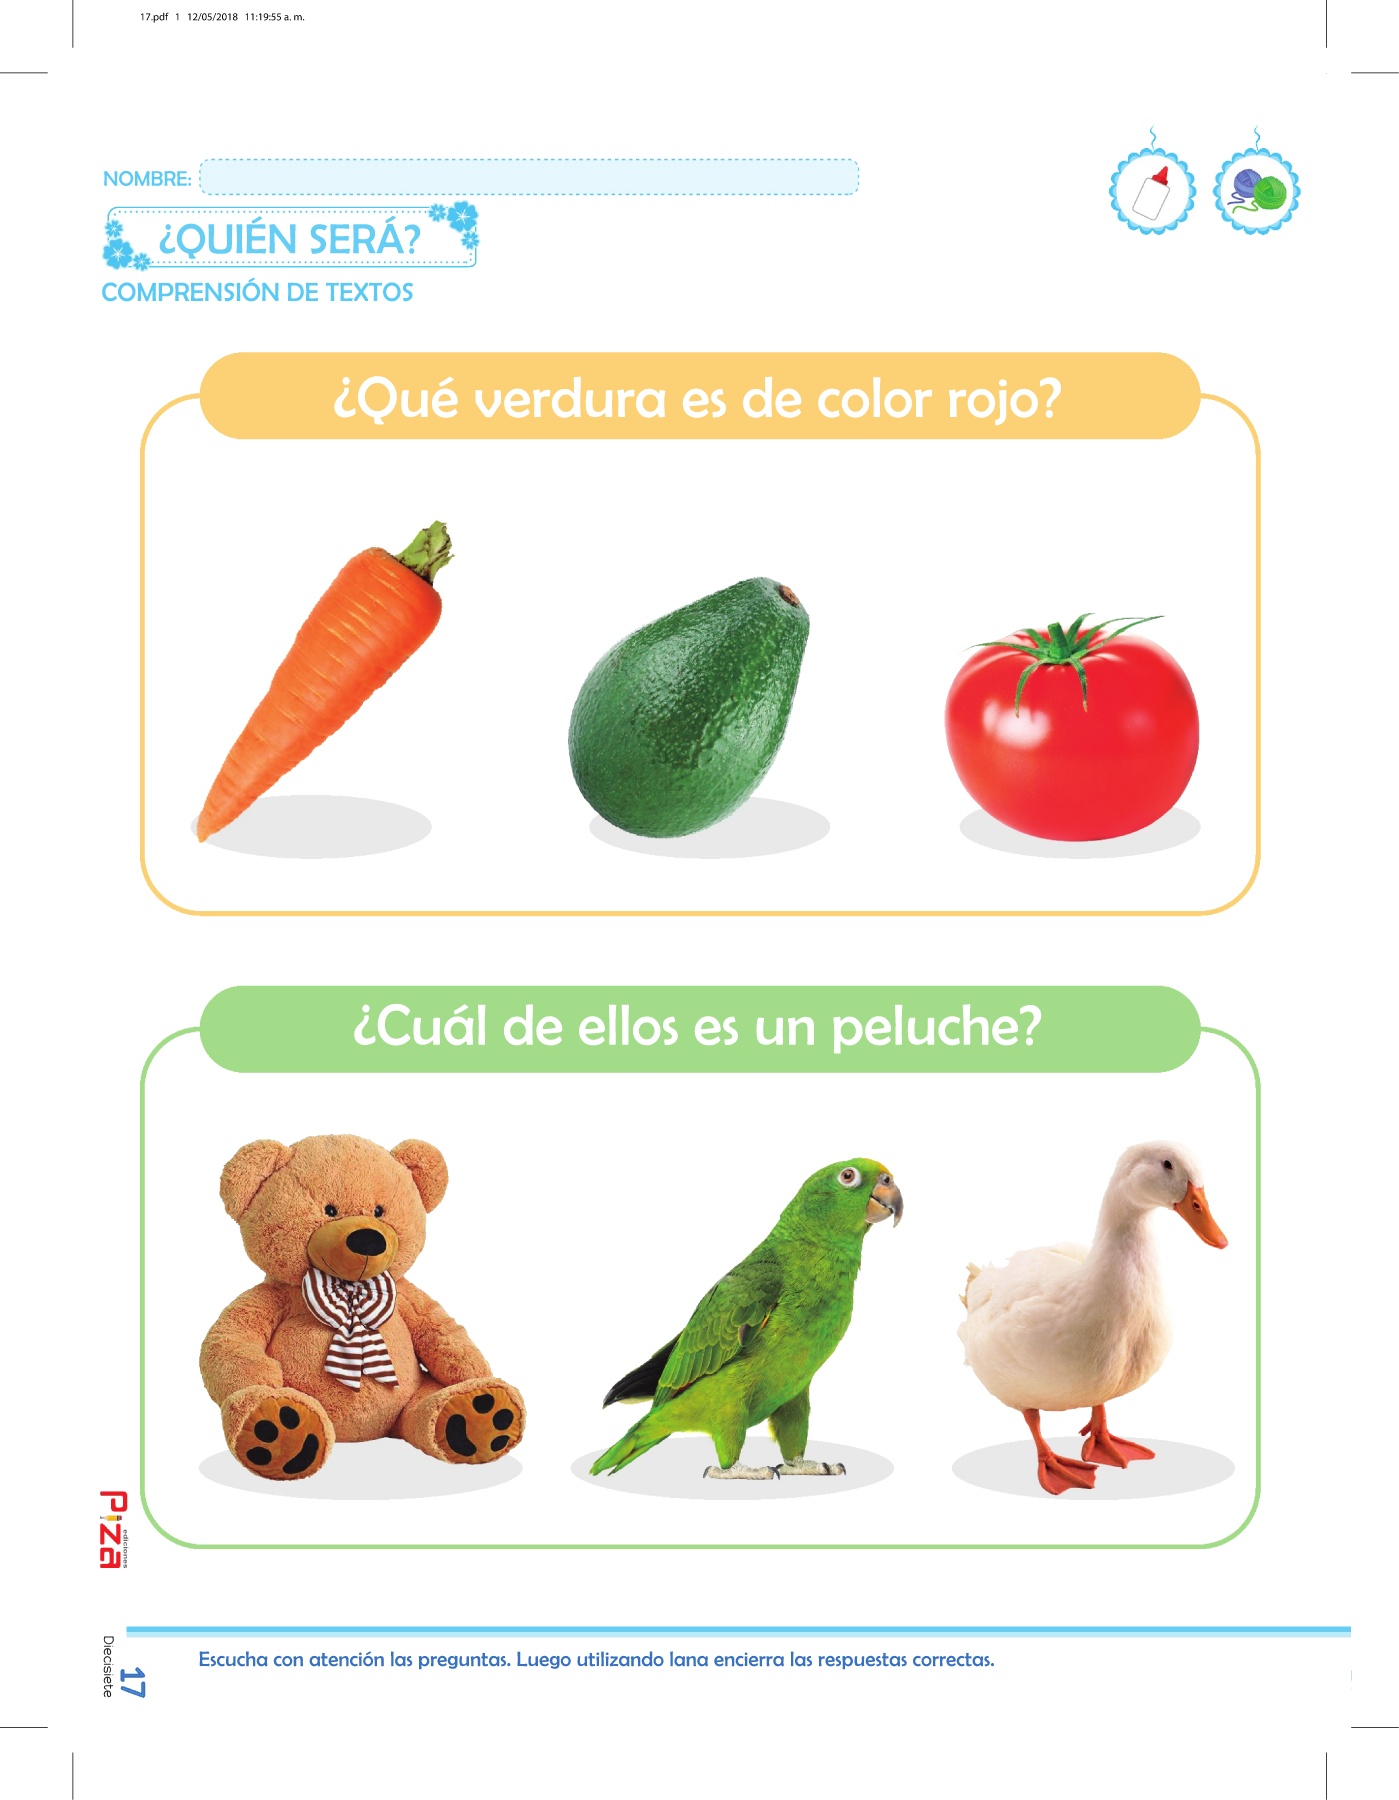 17.pdf 1 12/05/2018 11:19:55 a. m.
NOMBRE:
¿QUIÉN SERÁ?
COMPRENSIÓN DE TEXTOS
¿Qué verdura es de color rojo?
¿Cuál de ellos es un peluche?
Piza
ediciones
Diecisiete
17
Escucha con atención las preguntas. Luego utilizando lana encierra las respuestas correctas.